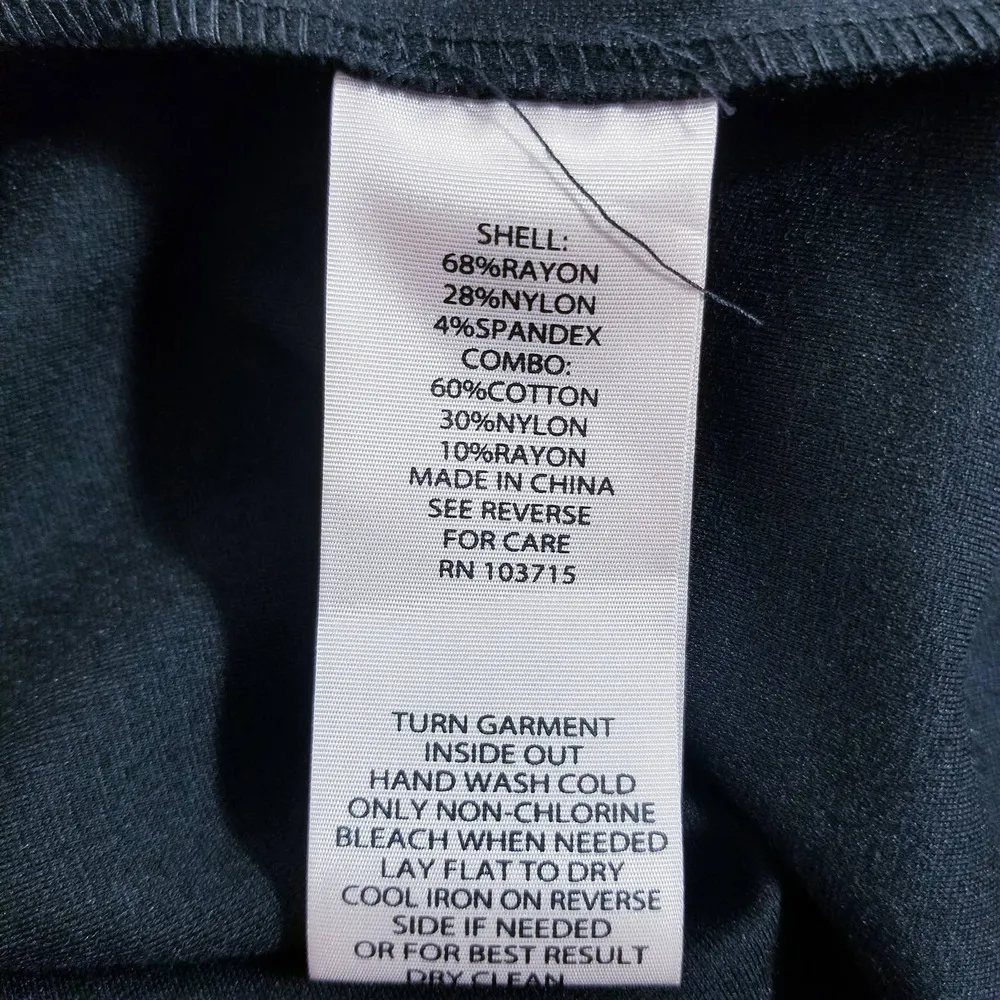 SHELL:
68%RAYON
28%NYLON
4%SPANDEX
COMBO:
60%COTTON
30%NYLON
10%RAYON
MADE IN CHINA
SEE REVERSE
FOR CARE
RN 103715
TURN GARMENT
INSIDE OUT
HAND WASH COLD
ONLY NON-CHLORINE
BLEACH WHEN NEEDED
LAY FLAT TO DRY
COOL IRON ON REVERSE
SIDE IF NEEDED
OR FOR BEST RESULT
DRY CLEAN